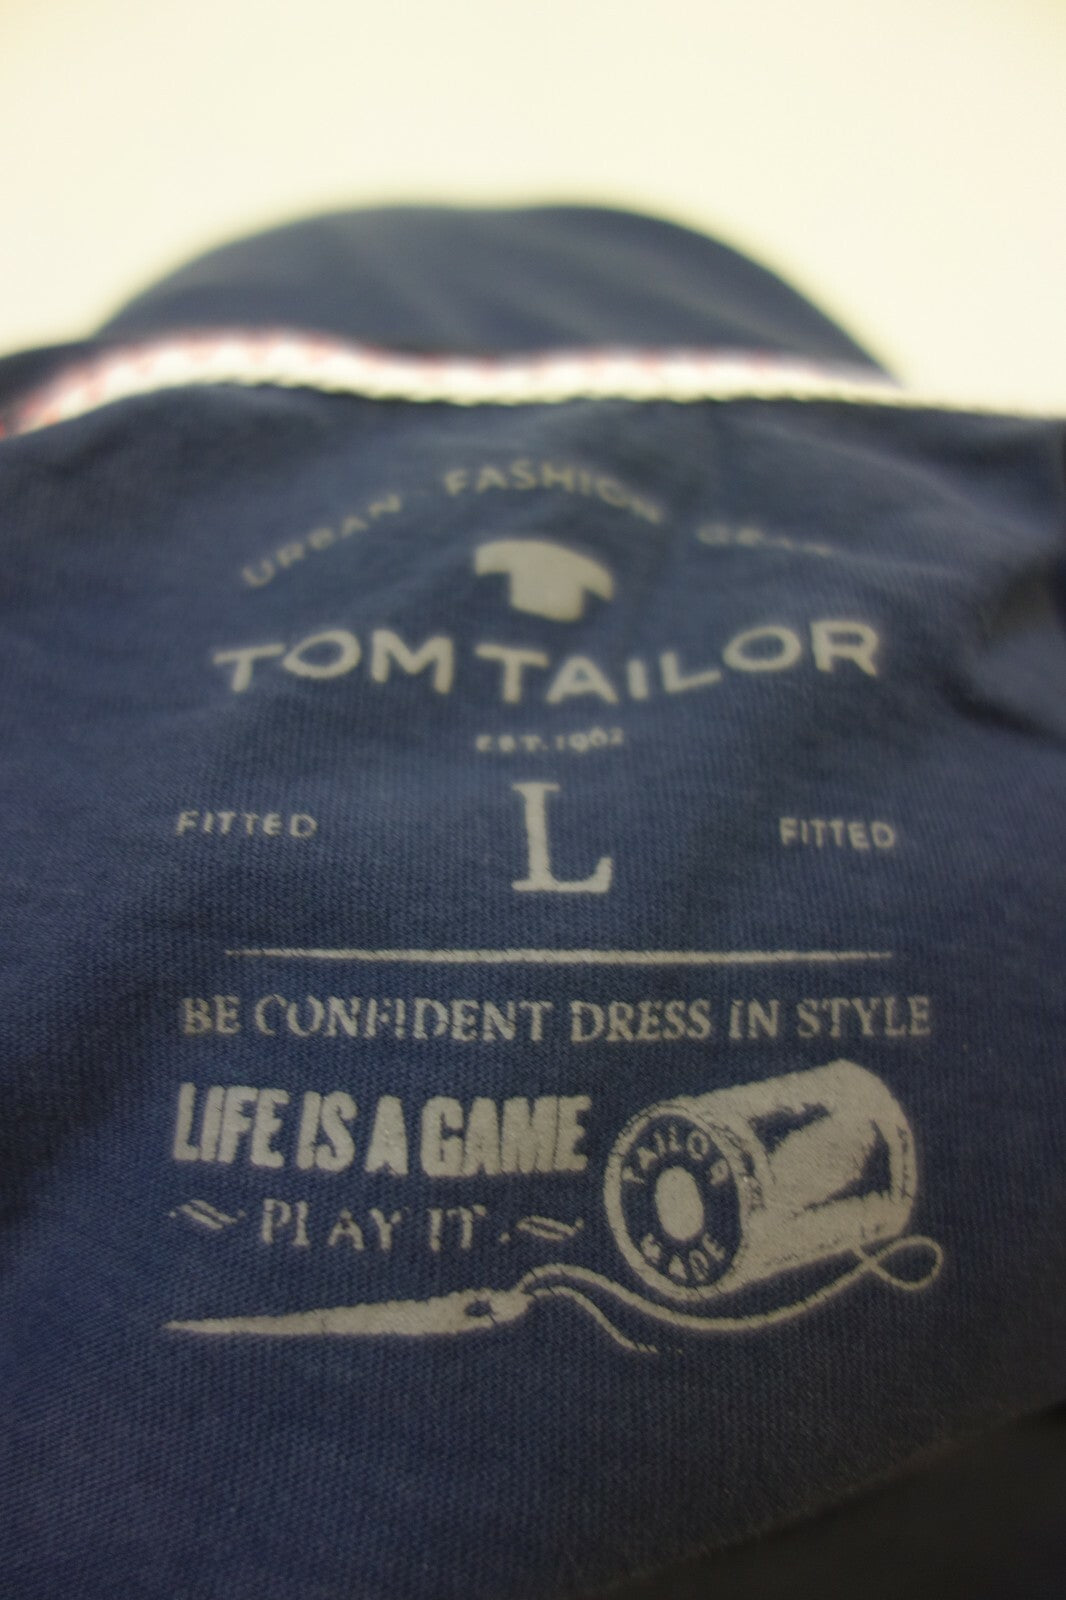 URBAN FASHION GEAR
TOM TAILOR
EST. 1962
FITTED L FITTED
BE CONFIDENT DRESS IN STYLE
LIFE IS A GAME
PLAY IT
TAILOR
MADE